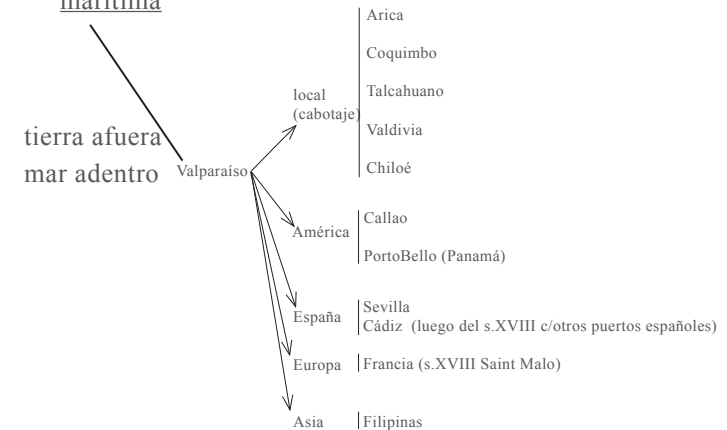 marítima
tierra afuera
mar adentro
Valparaíso
local
(cabotaje)
Arica
Coquimbo
Talcahuano
Valdivia
Chiloé
América
Callao
PortoBello (Panamá)
España
Sevilla
Cádiz (luego del s.XVIII c/otros puertos españoles)
Europa
Francia (s.XVIII Saint Malo)
Asia
Filipinas